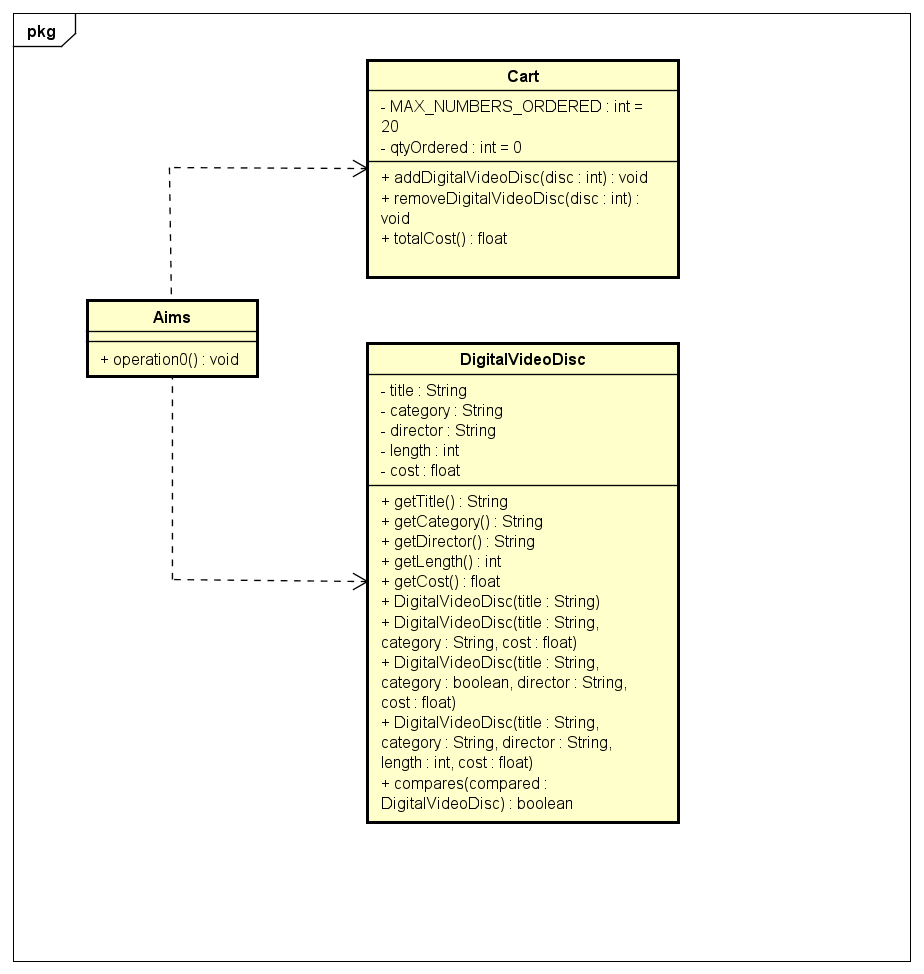 pkg
Cart
- MAX_NUMBERS_ORDERED : int =
20
- qtyOrdered : int = 0
+ addDigitalVideoDisc(disc : int) : void
+ removeDigitalVideoDisc(disc : int) :
void
+ totalCost() : float
Aims
+ operation0() : void
DigitalVideoDisc
- title : String
- category : String
- director : String
- length : int
- cost : float
+ getTitle() : String
+ getCategory() : String
+ getDirector() : String
+ getLength() : int
+ getCost() : float
+ DigitalVideoDisc(title : String)
+ DigitalVideoDisc(title : String,
category : String, cost : float)
+ DigitalVideoDisc(title : String,
category : boolean, director : String,
cost : float)
+ DigitalVideoDisc(title : String,
category : String, director : String,
length : int, cost : float)
+ compares(compared :
DigitalVideoDisc) : boolean